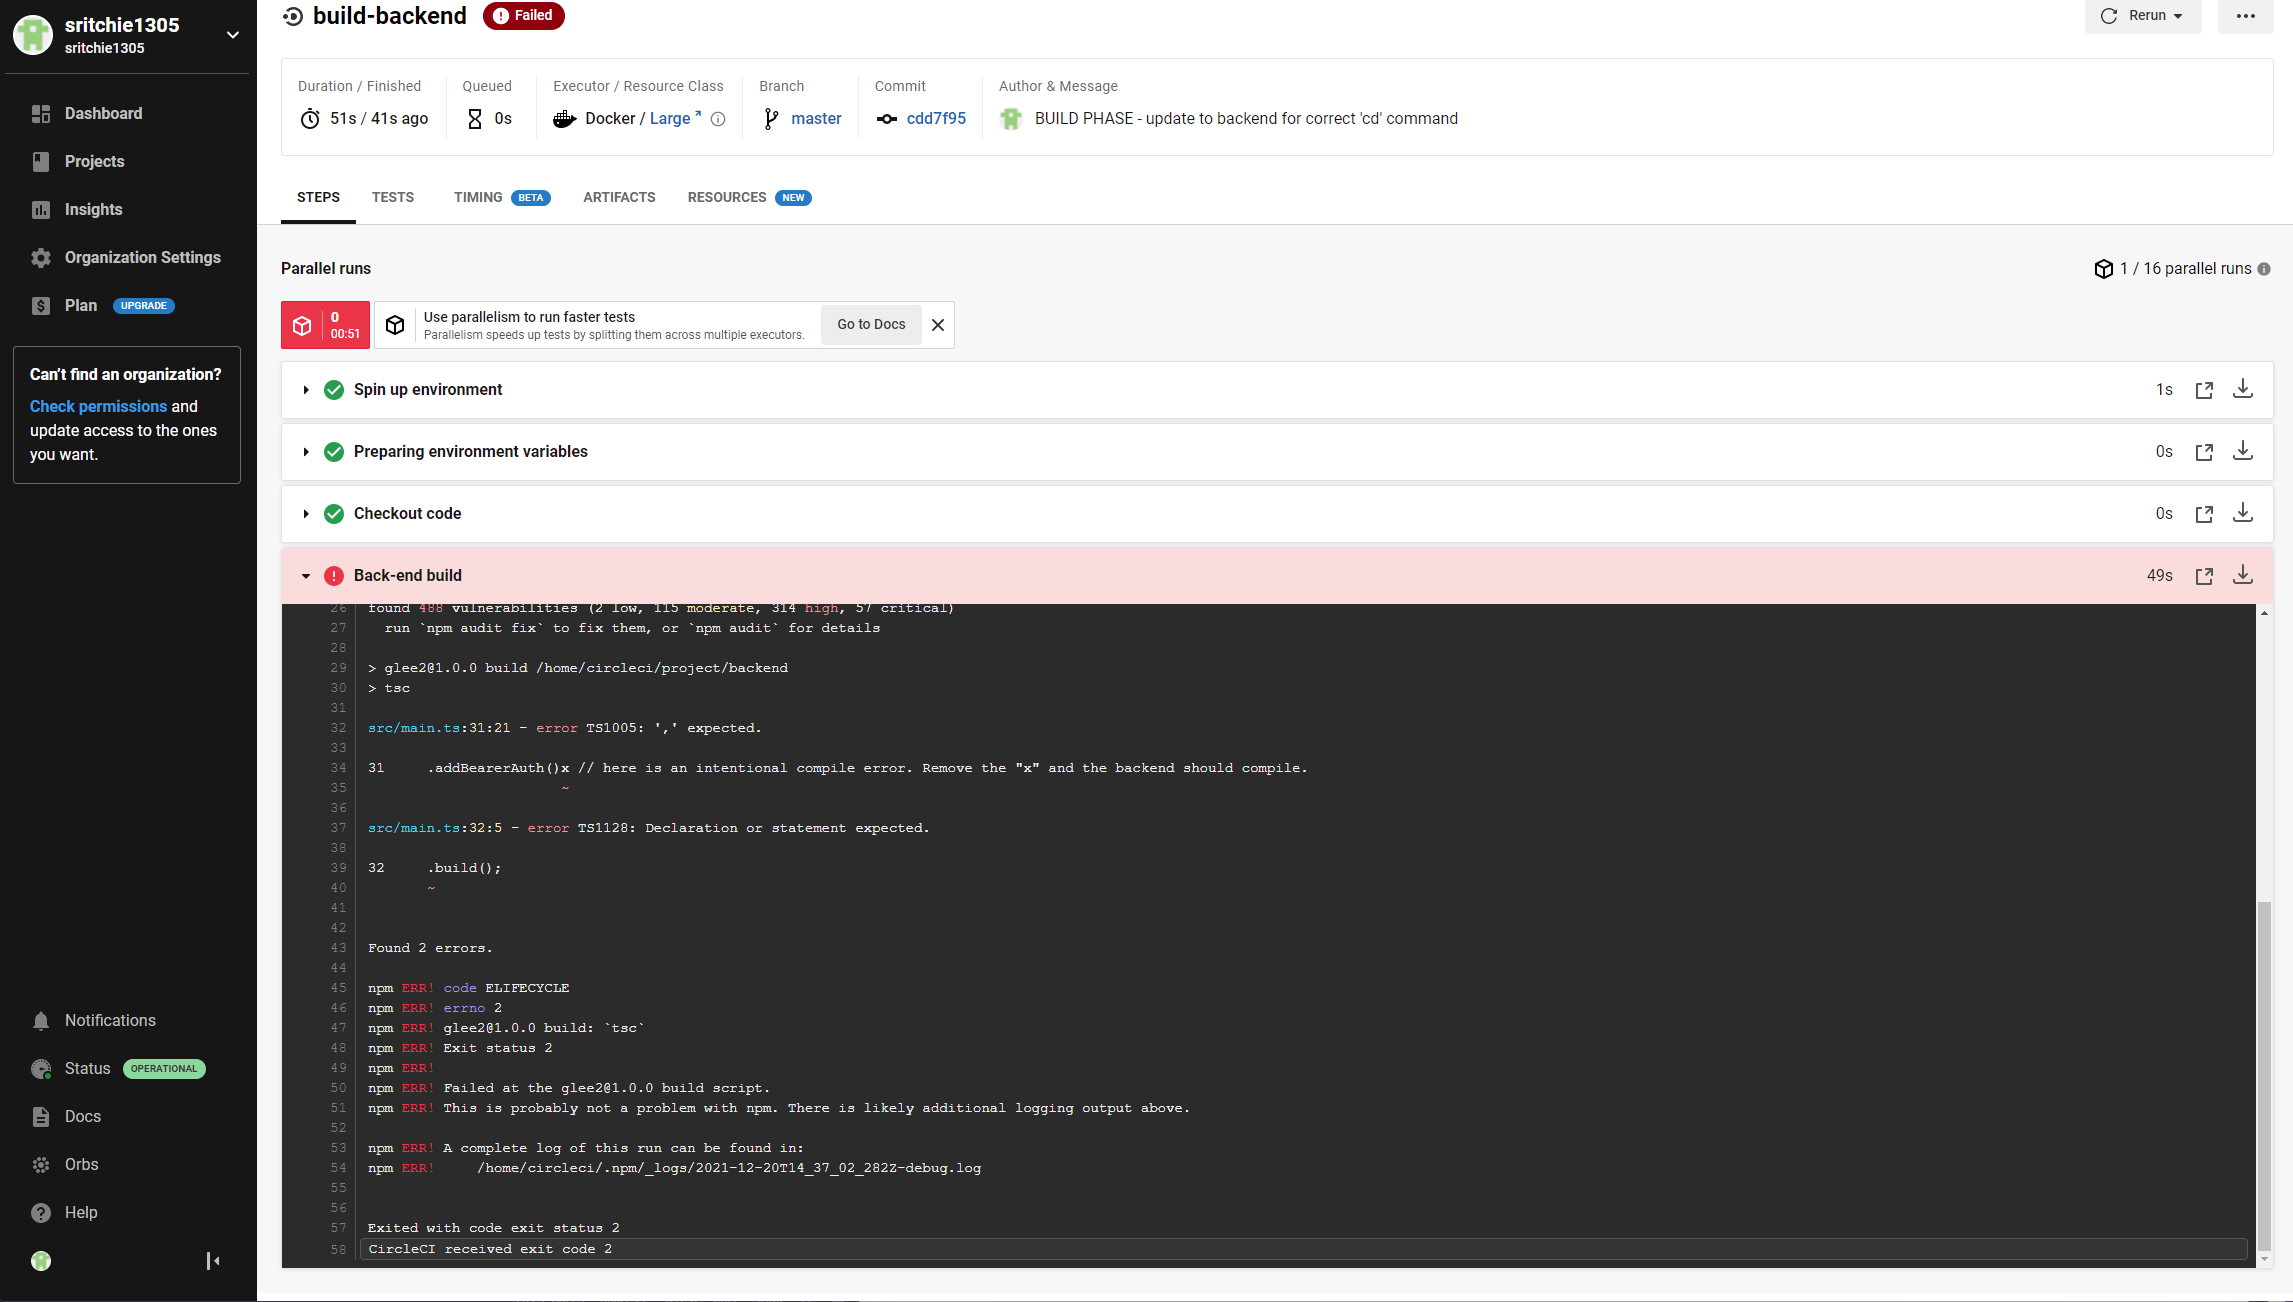 sritchie1305
sritchie1305
Dashboard
Projects
Insights
Organization Settings
Plan UPGRADE
Can't find an organization?
Check permissions and
update access to the ones
you want.
Notifications
Status OPERATIONAL
Docs
Orbs
Help
build-backend Failed
Rerun
Duration / Finished
51s / 41s ago
Queued
0s
Executor / Resource Class
Docker / Large
Branch
master
Commit
cdd7f95
Author & Message
BUILD PHASE - update to backend for correct 'cd' command
STEPS TESTS TIMING BETA ARTIFACTS RESOURCES NEW
Parallel runs
1 / 16 parallel runs
0
00:51
Use parallelism to run faster tests
Parallelism speeds up tests by splitting them across multiple executors.
Go to Docs
Spin up environment 1s
Preparing environment variables 0s
Checkout code 0s
Back-end build 49s
26 found 488 vulnerabilities (2 low, 115 moderate, 314 high, 57 critical)
27 run `npm audit fix` to fix them, or `npm audit` for details
28
29 > glee2@1.0.0 build /home/circleci/project/backend
30 > tsc
31
32 src/main.ts:31:21 - error TS1005: ',' expected.
33
34 31 .addBearerAuth()x // here is an intentional compile error. Remove the "x" and the backend should compile.
35 ~
36
37 src/main.ts:32:5 - error TS1128: Declaration or statement expected.
38
39 32 .build();
40 ~
41
42
43 Found 2 errors.
44
45 npm ERR! code ELIFECYCLE
46 npm ERR! errno 2
47 npm ERR! glee2@1.0.0 build: `tsc`
48 npm ERR! Exit status 2
49 npm ERR!
50 npm ERR! Failed at the glee2@1.0.0 build script.
51 npm ERR! This is probably not a problem with npm. There is likely additional logging output above.
52
53 npm ERR! A complete log of this run can be found in:
54 npm ERR! /home/circleci/.npm/_logs/2021-12-20T14_37_02_282Z-debug.log
55
56
57 Exited with code exit status 2
58 CircleCI received exit code 2